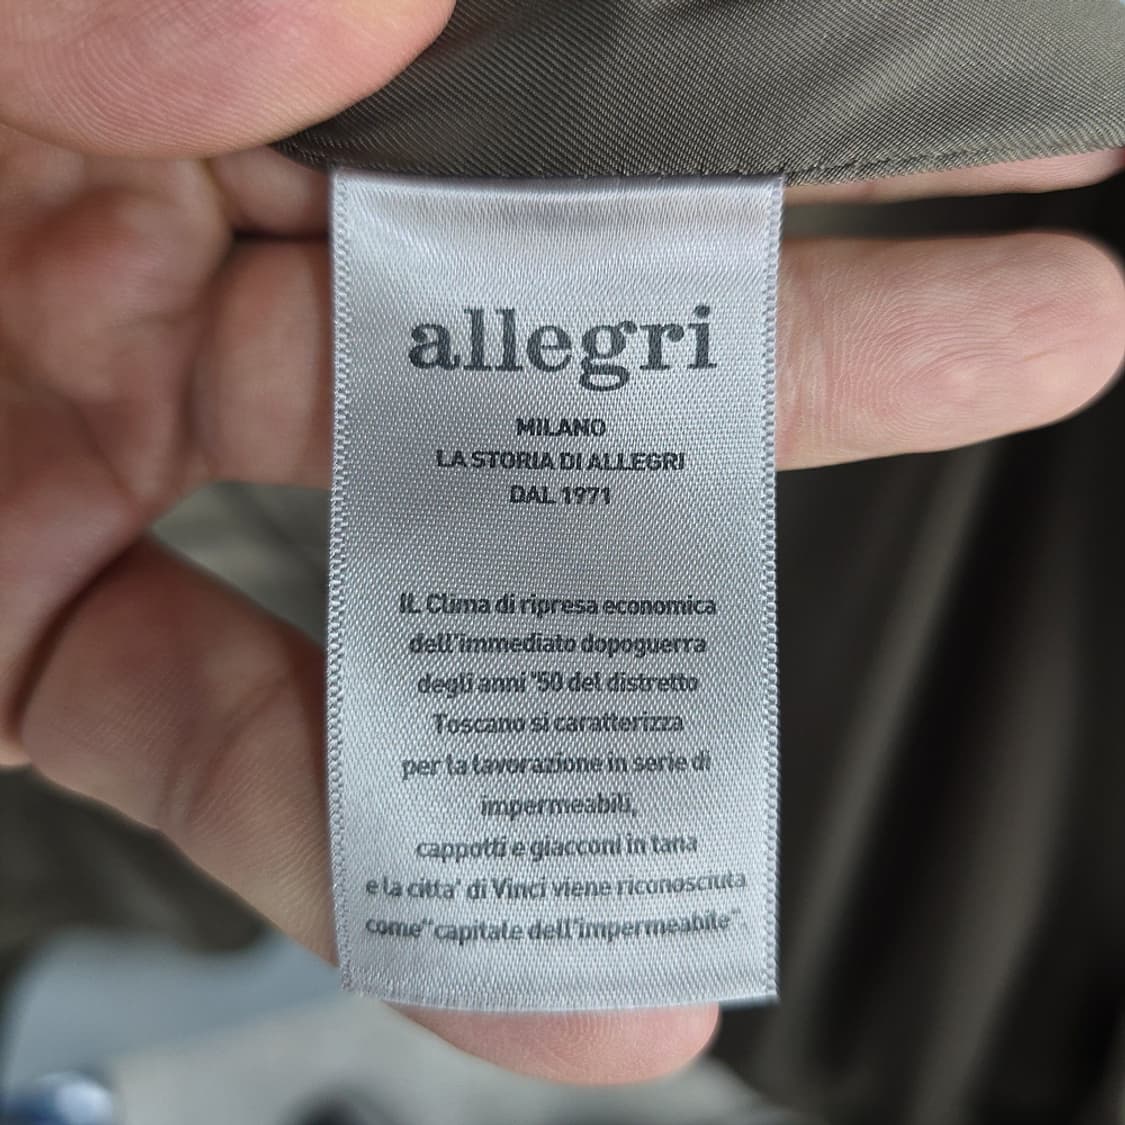 allegri
MILANO
LA STORIA DI ALLEGRI
DAL 1971
IL Clima di ripresa economica
dell'immediato dopoguerra
degli anni '50 del distretto
Toscano si caratterizza
per la lavorazione in serie di
impermeabili,
cappotti e giacconi in tana
e la citta' di Vinci viene riconosciuta
come" capitale dell'impermeabile"